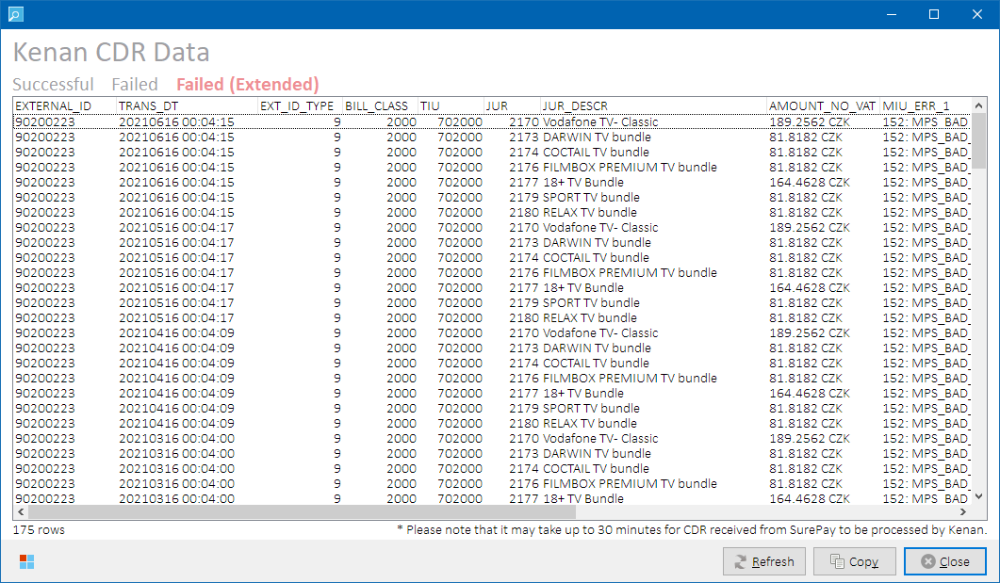 Kenan CDR Data
Successful Failed Failed (Extended)
EXTERNAL_ID TRANS_DT EXT_ID_TYPE BILL_CLASS TIU JUR JUR_DESCR AMOUNT_NO_VAT MIU_ERR_1
90200223 20210616 00:04:15 9 2000 702000 2170 Vodafone TV- Classic 189.2562 CZK 152: MPS_BAD_
90200223 20210616 00:04:15 9 2000 702000 2173 DARWIN TV bundle 81.8182 CZK 152: MPS_BAD_
90200223 20210616 00:04:15 9 2000 702000 2174 COCTAIL TV bundle 81.8182 CZK 152: MPS_BAD_
90200223 20210616 00:04:15 9 2000 702000 2176 FILMBOX PREMIUM TV bundle 81.8182 CZK 152: MPS_BAD_
90200223 20210616 00:04:15 9 2000 702000 2177 18+ TV Bundle 164.4628 CZK 152: MPS_BAD_
90200223 20210616 00:04:15 9 2000 702000 2179 SPORT TV bundle 81.8182 CZK 152: MPS_BAD_
90200223 20210616 00:04:15 9 2000 702000 2180 RELAX TV bundle 81.8182 CZK 152: MPS_BAD_
90200223 20210516 00:04:17 9 2000 702000 2170 Vodafone TV- Classic 189.2562 CZK 152: MPS_BAD_
90200223 20210516 00:04:17 9 2000 702000 2173 DARWIN TV bundle 81.8182 CZK 152: MPS_BAD_
90200223 20210516 00:04:17 9 2000 702000 2174 COCTAIL TV bundle 81.8182 CZK 152: MPS_BAD_
90200223 20210516 00:04:17 9 2000 702000 2176 FILMBOX PREMIUM TV bundle 81.8182 CZK 152: MPS_BAD_
90200223 20210516 00:04:17 9 2000 702000 2177 18+ TV Bundle 164.4628 CZK 152: MPS_BAD_
90200223 20210516 00:04:17 9 2000 702000 2179 SPORT TV bundle 81.8182 CZK 152: MPS_BAD_
90200223 20210516 00:04:17 9 2000 702000 2180 RELAX TV bundle 81.8182 CZK 152: MPS_BAD_
90200223 20210416 00:04:09 9 2000 702000 2170 Vodafone TV- Classic 189.2562 CZK 152: MPS_BAD_
90200223 20210416 00:04:09 9 2000 702000 2173 DARWIN TV bundle 81.8182 CZK 152: MPS_BAD_
90200223 20210416 00:04:09 9 2000 702000 2174 COCTAIL TV bundle 81.8182 CZK 152: MPS_BAD_
90200223 20210416 00:04:09 9 2000 702000 2176 FILMBOX PREMIUM TV bundle 81.8182 CZK 152: MPS_BAD_
90200223 20210416 00:04:09 9 2000 702000 2177 18+ TV Bundle 164.4628 CZK 152: MPS_BAD_
90200223 20210416 00:04:09 9 2000 702000 2179 SPORT TV bundle 81.8182 CZK 152: MPS_BAD_
90200223 20210416 00:04:09 9 2000 702000 2180 RELAX TV bundle 81.8182 CZK 152: MPS_BAD_
90200223 20210316 00:04:00 9 2000 702000 2170 Vodafone TV- Classic 189.2562 CZK 152: MPS_BAD_
90200223 20210316 00:04:00 9 2000 702000 2173 DARWIN TV bundle 81.8182 CZK 152: MPS_BAD_
90200223 20210316 00:04:00 9 2000 702000 2174 COCTAIL TV bundle 81.8182 CZK 152: MPS_BAD_
90200223 20210316 00:04:00 9 2000 702000 2176 FILMBOX PREMIUM TV bundle 81.8182 CZK 152: MPS_BAD_
90200223 20210316 00:04:00 9 2000 702000 2177 18+ TV Bundle 164.4628 CZK 152: MPS_BAD_
175 rows * Please note that it may take up to 30 minutes for CDR received from SurePay to be processed by Kenan.
Refresh Copy Close